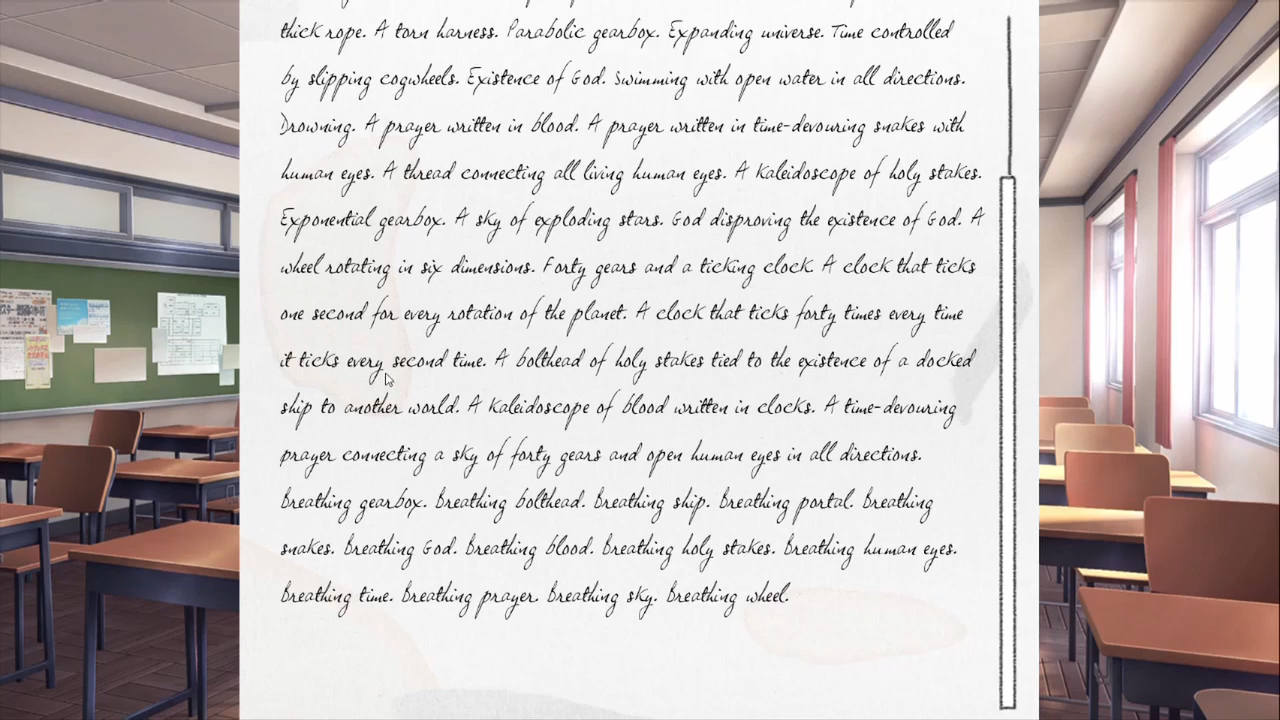 thick rope. A torn harness. Parabolic gearbox. Expanding universe. Time controlled
by slipping cogwheels. Existence of God. Swimming with open water in all directions.
Drowning. A prayer written in blood. A prayer written in time-devouring snakes with
human eyes. A thread connecting all living human eyes. A kaleidoscope of holy stakes.
Exponential gearbox. A sky of exploding stars. God disproving the existence of God. A
wheel rotating in six dimensions. Forty gears and a ticking clock. A clock that ticks
one second for every rotation of the planet. A clock that ticks forty times every time
it ticks every second time. A bolthead of holy stakes tied to the existence of a docked
ship to another world. A kaleidoscope of blood written in clocks. A time-devouring
prayer connecting a sky of forty gears and open human eyes in all directions.
Breathing gearbox. Breathing bolthead. Breathing ship. Breathing portal. Breathing
snakes. Breathing God. Breathing blood. Breathing holy stakes. Breathing human eyes.
Breathing time. Breathing prayer. Breathing sky. Breathing wheel.